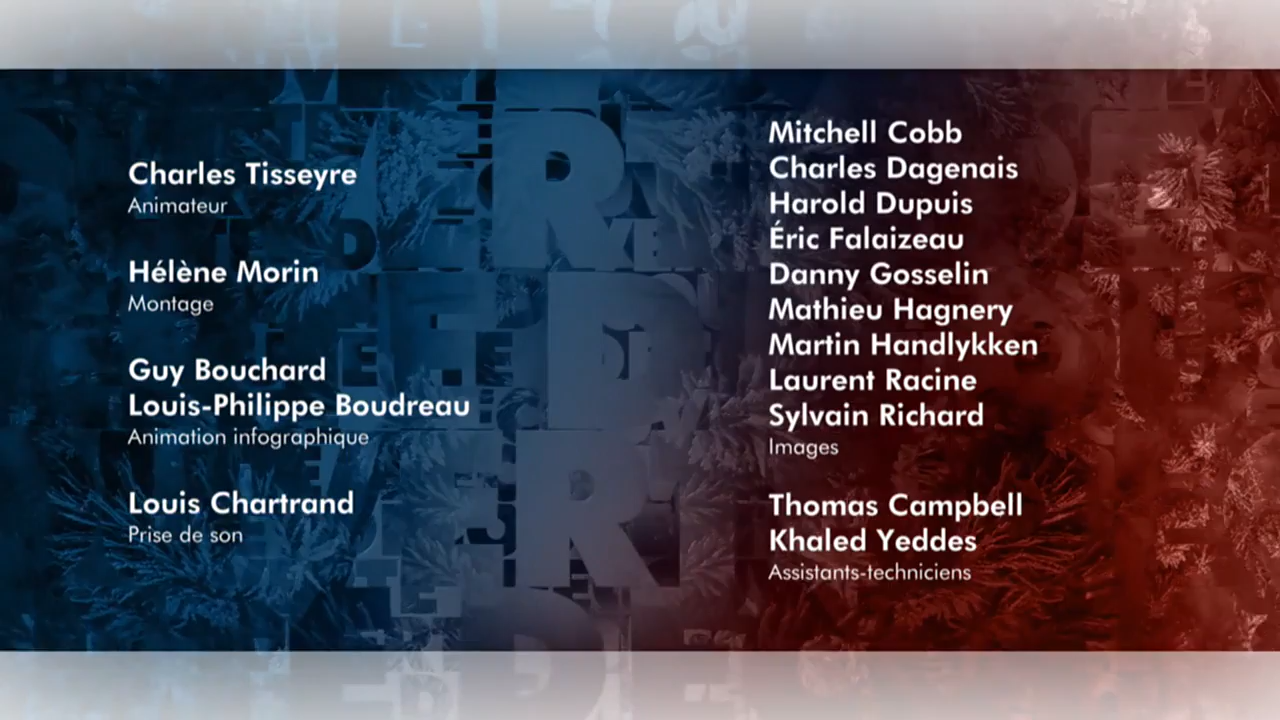 Charles Tisseyre
Animateur
Hélène Morin
Montage
Guy Bouchard
Louis-Philippe Boudreau
Animation infographique
Louis Chartrand
Prise de son
Mitchell Cobb
Charles Dagenais
Harold Dupuis
Éric Falaizeau
Danny Gosselin
Mathieu Hagnery
Martin Handlykken
Laurent Racine
Sylvain Richard
Images
Thomas Campbell
Khaled Yeddes
Assistants-techniciens